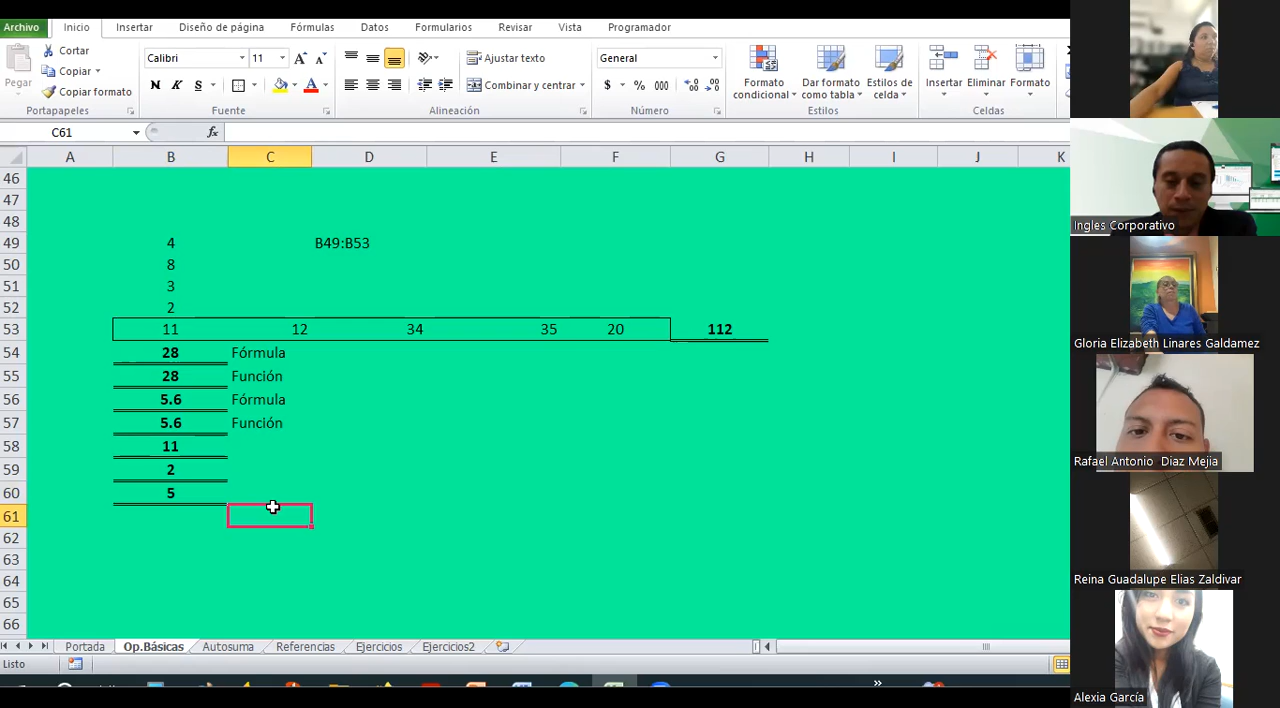 Archivo Inicio Insertar Diseño de página Fórmulas Datos Formularios Revisar Vista Programador
Pegar
Cortar
Copiar
Copiar formato
Portapapeles
Calibri 11
N K S
Fuente
Ajustar texto
Combinar y centrar
Alineación
General
$ % 000
Número
Formato condicional
Dar formato como tabla
Estilos de celda
Estilos
Insertar Eliminar Formato
Celdas
C61 fx
A B C D E F G H I J K
46
47
48
49 4 B49:B53
50 8
51 3
52 2
53 11 12 34 35 20 112
54 28 Fórmula
55 28 Función
56 5.6 Fórmula
57 5.6 Función
58 11
59 2
60 5
61
62
63
64
65
66
Portada Op.Básicas Autosuma Referencias Ejercicios Ejercicios2
Listo
Ingles Corporativo
Gloria Elizabeth Linares Galdamez
Rafael Antonio Diaz Mejia
Reina Guadalupe Elias Zaldivar
Alexia García